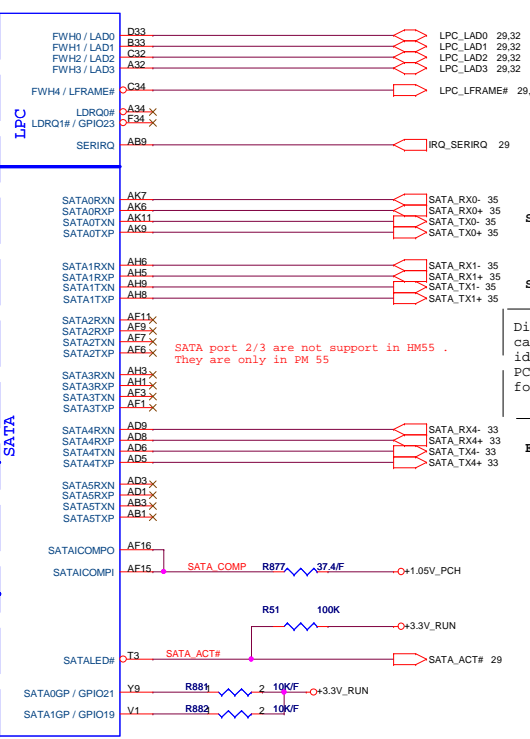 LPC
FWH0 / LAD0 D33 LPC_LAD0 29,32
FWH1 / LAD1 B33 LPC_LAD1 29,32
FWH2 / LAD2 C32 LPC_LAD2 29,32
FWH3 / LAD3 A32 LPC_LAD3 29,32
FWH4 / LFRAME# C34 LPC_LFRAME# 29,
LDRQ0# A34
LDRQ1# / GPIO23 F34
SERIRQ AB9 IRQ_SERIRQ 29
SATA
SATA0RXN AK7 SATA_RX0- 35
SATA0RXP AK6 SATA_RX0+ 35
SATA0TXN AK11 SATA_TX0- 35
SATA0TXP AK9 SATA_TX0+ 35
SATA1RXN AH6 SATA_RX1- 35
SATA1RXP AH5 SATA_RX1+ 35
SATA1TXN AH9 SATA_TX1- 35
SATA1TXP AH8 SATA_TX1+ 35
SATA2RXN AF11
SATA2RXP AF9
SATA2TXN AF7
SATA2TXP AF6
SATA port 2/3 are not support in HM55 .
They are only in PM 55
SATA3RXN AH3
SATA3RXP AH1
SATA3TXN AF3
SATA3TXP AF1
SATA4RXN AD9 SATA_RX4- 33
SATA4RXP AD8 SATA_RX4+ 33
SATA4TXN AD6 SATA_TX4- 33
SATA4TXP AD5 SATA_TX4+ 33
SATA5RXN AD3
SATA5RXP AD1
SATA5TXN AB3
SATA5TXP AB1
SATAICOMPO AF16
SATAICOMPI AF15 SATA_COMP R877 37.4/F +1.05V_PCH
R51 100K +3.3V_RUN
SATALED# T3 SATA_ACT# SATA_ACT# 29
SATA0GP / GPIO21 Y9 R881 1 2 10K/F +3.3V_RUN
SATA1GP / GPIO19 V1 R882 1 2 10K/F
Di
ca
id
PC
fo